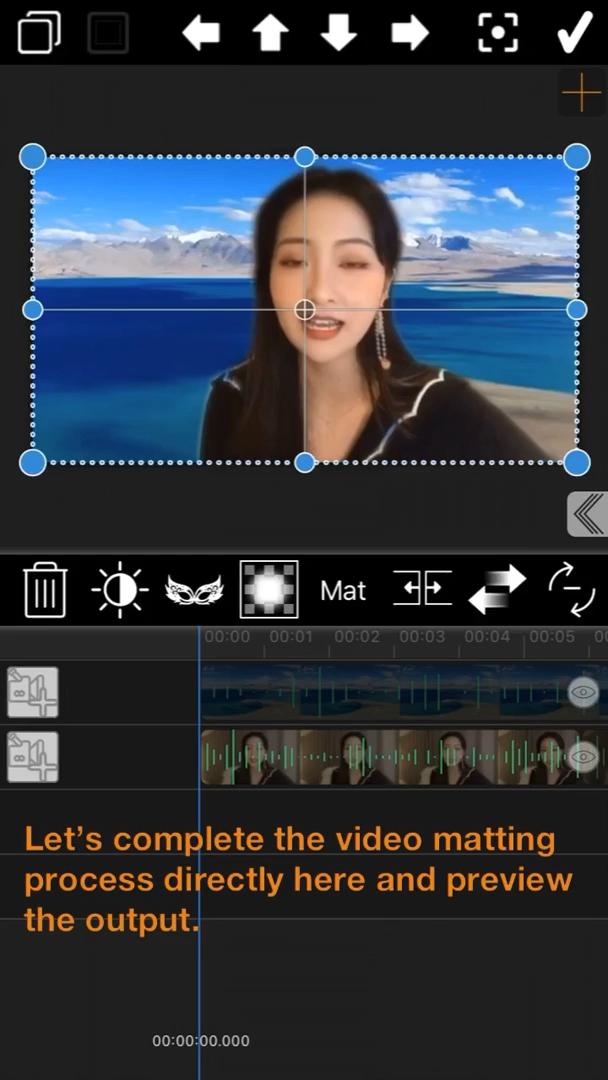 Mat
00:00 00:01 00:02 00:03 00:04 00:05
Let's complete the video matting
process directly here and preview
the output.
00:00:00.000